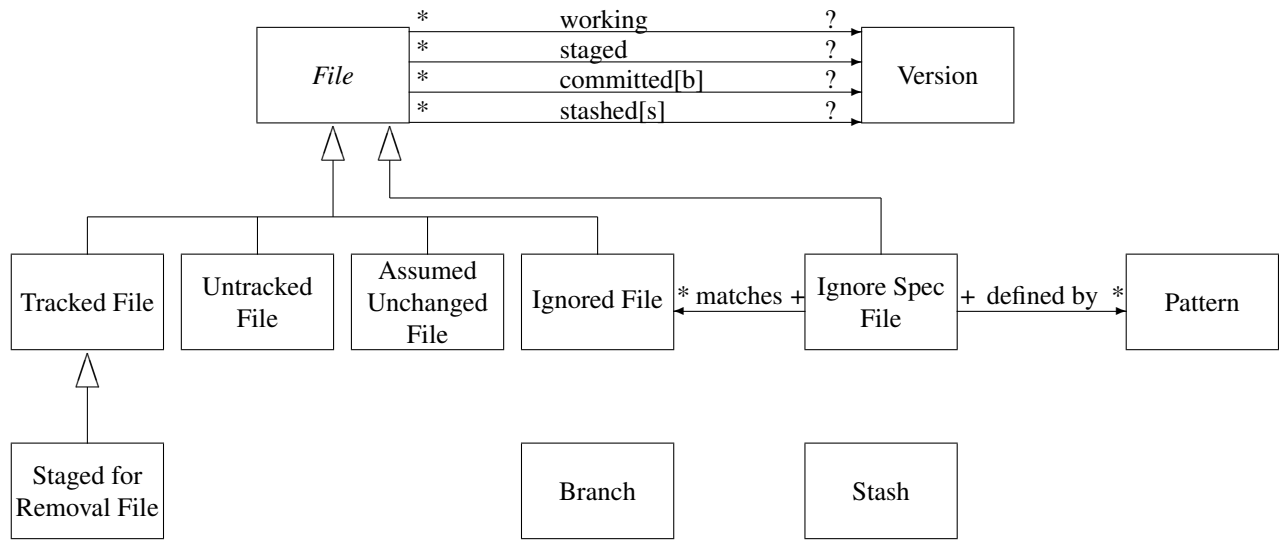 * working ?
* staged ?
* committed[b] ?
* stashed[s] ?
File
Version
Tracked File
Untracked
File
Assumed
Unchanged
File
Ignored File
* matches +
Ignore Spec
File
+ defined by *
Pattern
Staged for
Removal File
Branch
Stash